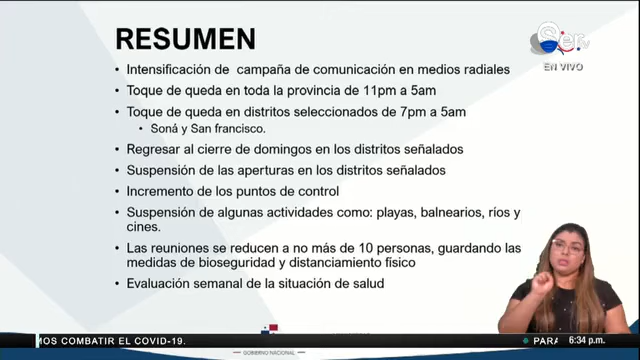 RESUMEN
Ser
tv
EN VIVO
• Intensificación de campaña de comunicación en medios radiales
• Toque de queda en toda la provincia de 11pm a 5am
• Toque de queda en distritos seleccionados de 7pm a 5am
• Soná y San francisco.
• Regresar al cierre de domingos en los distritos señalados
• Suspensión de las aperturas en los distritos señalados
• Incremento de los puntos de control
• Suspensión de algunas actividades como: playas, balnearios, ríos y
cines.
• Las reuniones se reducen a no más de 10 personas, guardando las
medidas de bioseguridad y distanciamiento físico
• Evaluación semanal de la situación de salud
MOS COMBATIR EL COVID-19.
• PARA
6:34 p.m.
GOBIERNO NACIONAL